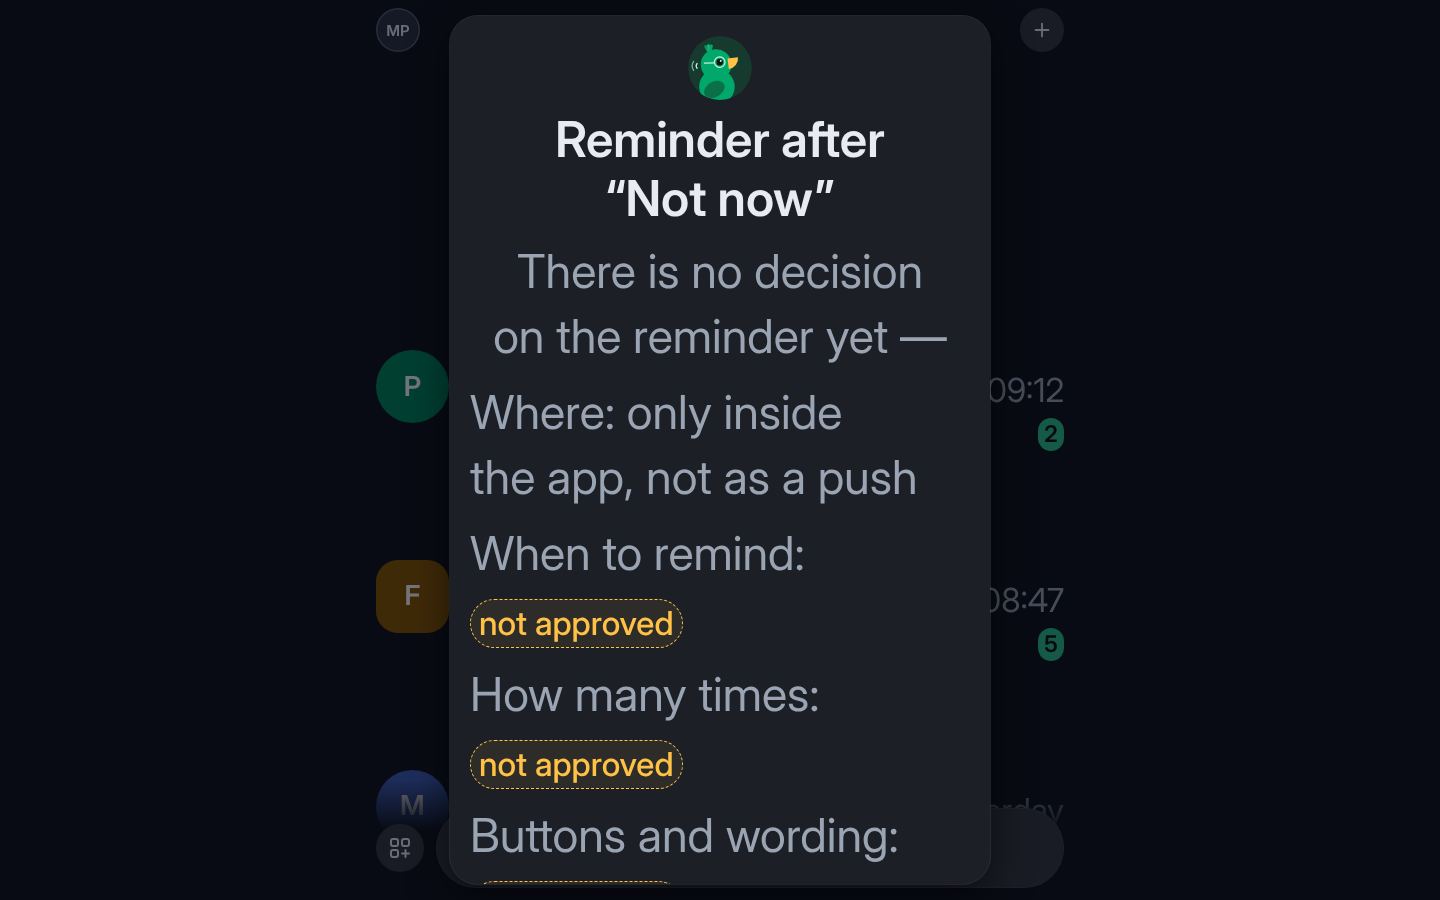 MP
+
Reminder after
“Not now”
There is no decision
on the reminder yet —
Where: only inside
the app, not as a push
When to remind:
not approved
How many times:
not approved
Buttons and wording:
P
09:12
2
F
08:47
5
M